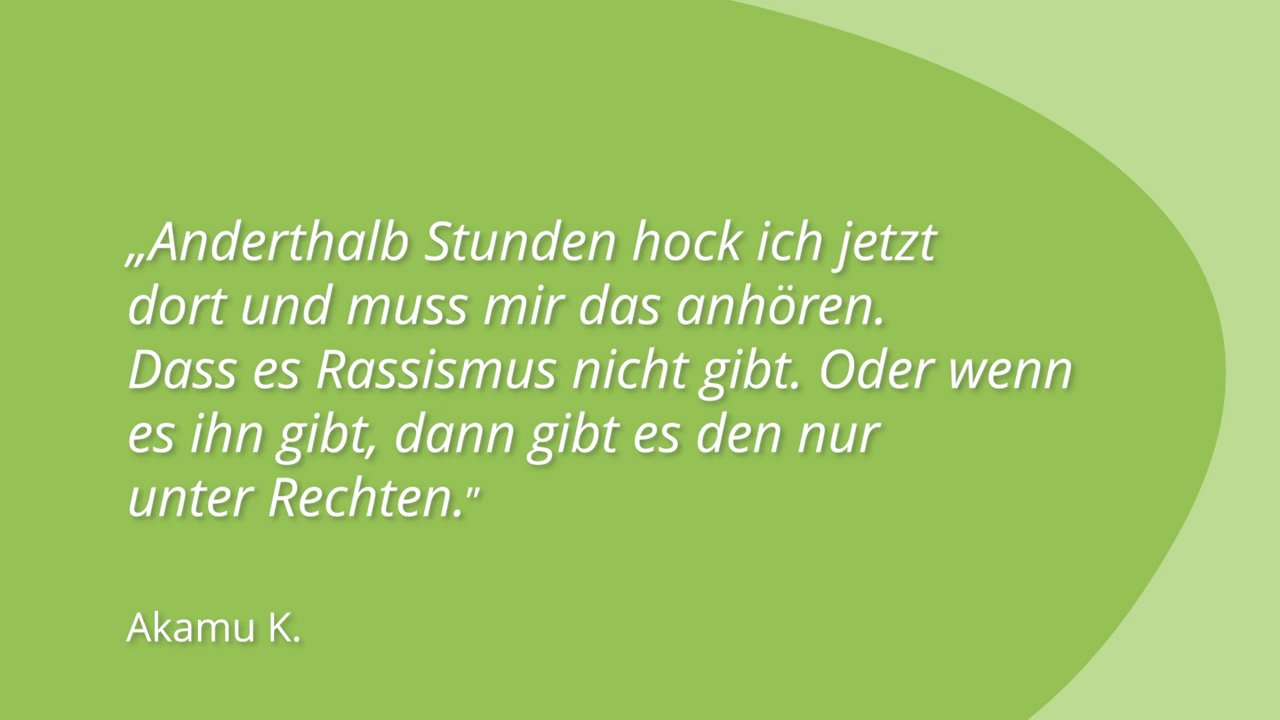 „Anderthalb Stunden hock ich jetzt
dort und muss mir das anhören.
Dass es Rassismus nicht gibt. Oder wenn
es ihn gibt, dann gibt es den nur
unter Rechten."
Akamu K.